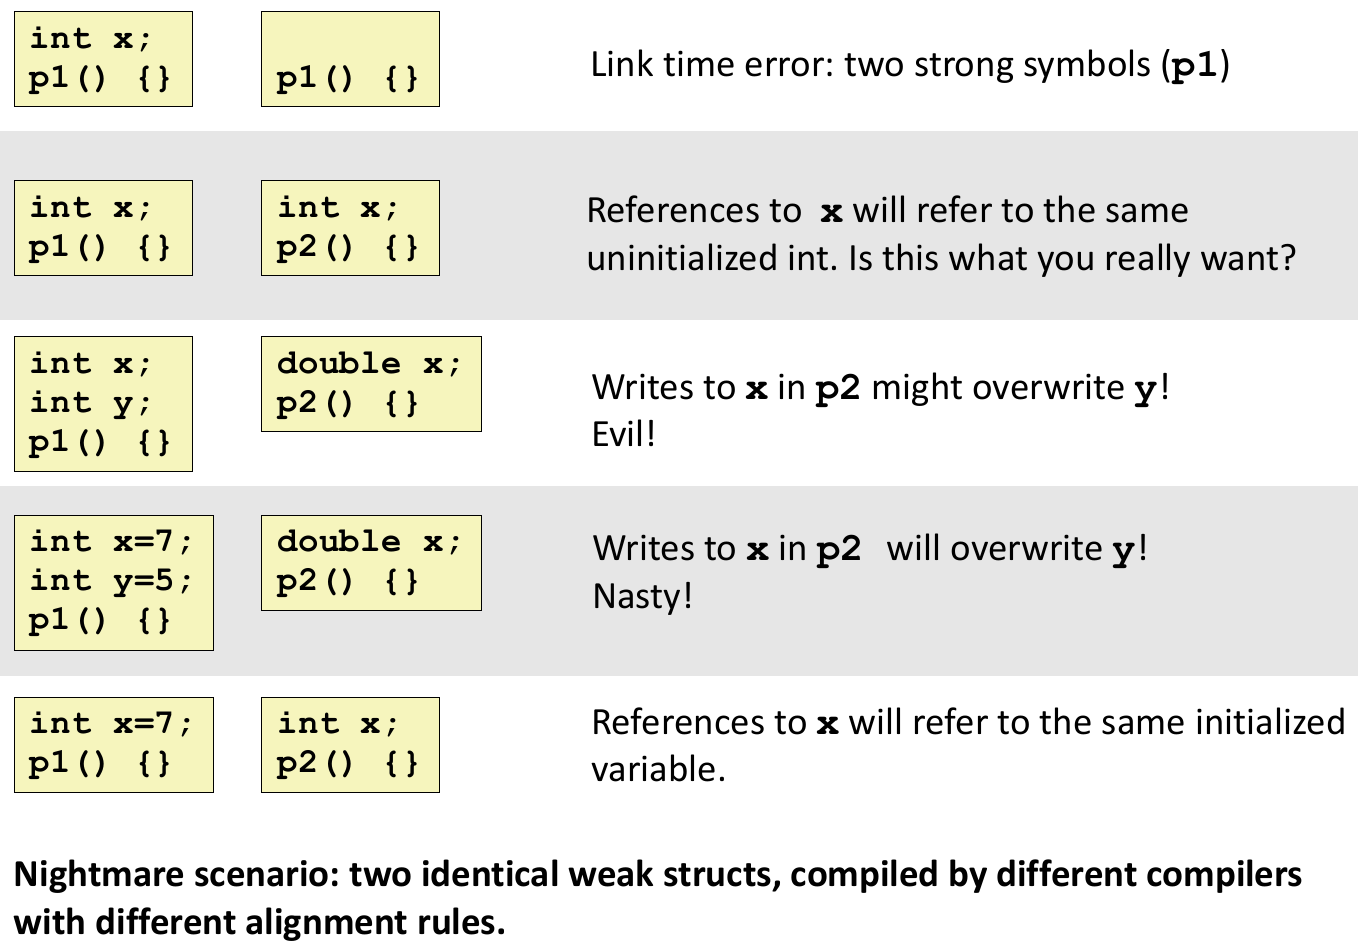 int x;
p1() {}
p1() {}
Link time error: two strong symbols (p1)
int x;
p1() {}
int x;
p2() {}
References to x will refer to the same
uninitialized int. Is this what you really want?
int x;
int y;
p1() {}
double x;
p2() {}
Writes to x in p2 might overwrite y!
Evil!
int x=7;
int y=5;
p1() {}
double x;
p2() {}
Writes to x in p2 will overwrite y!
Nasty!
int x=7;
p1() {}
int x;
p2() {}
References to x will refer to the same initialized
variable.
Nightmare scenario: two identical weak structs, compiled by different compilers
with different alignment rules.